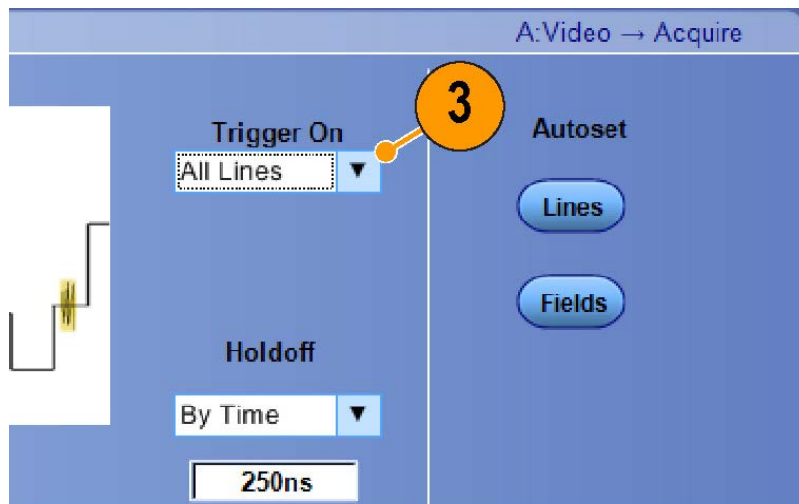 A:Video → Acquire
3
Trigger On
Autoset
All Lines ▼
Lines
Fields
Holdoff
By Time ▼
250ns